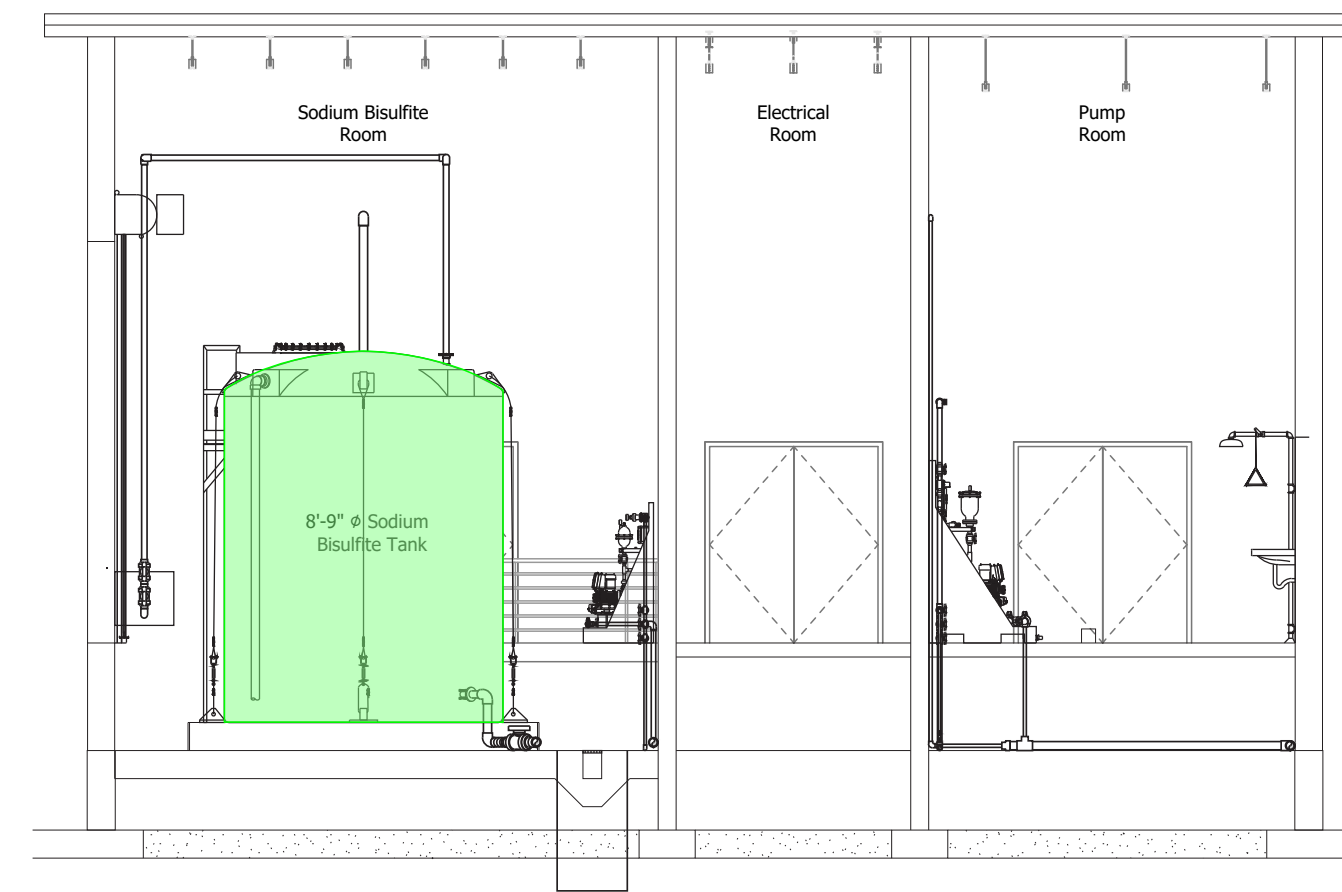 Sodium Bisulfite
Room
Electrical
Room
Pump
Room
8'-9" ⌀ Sodium
Bisulfite Tank